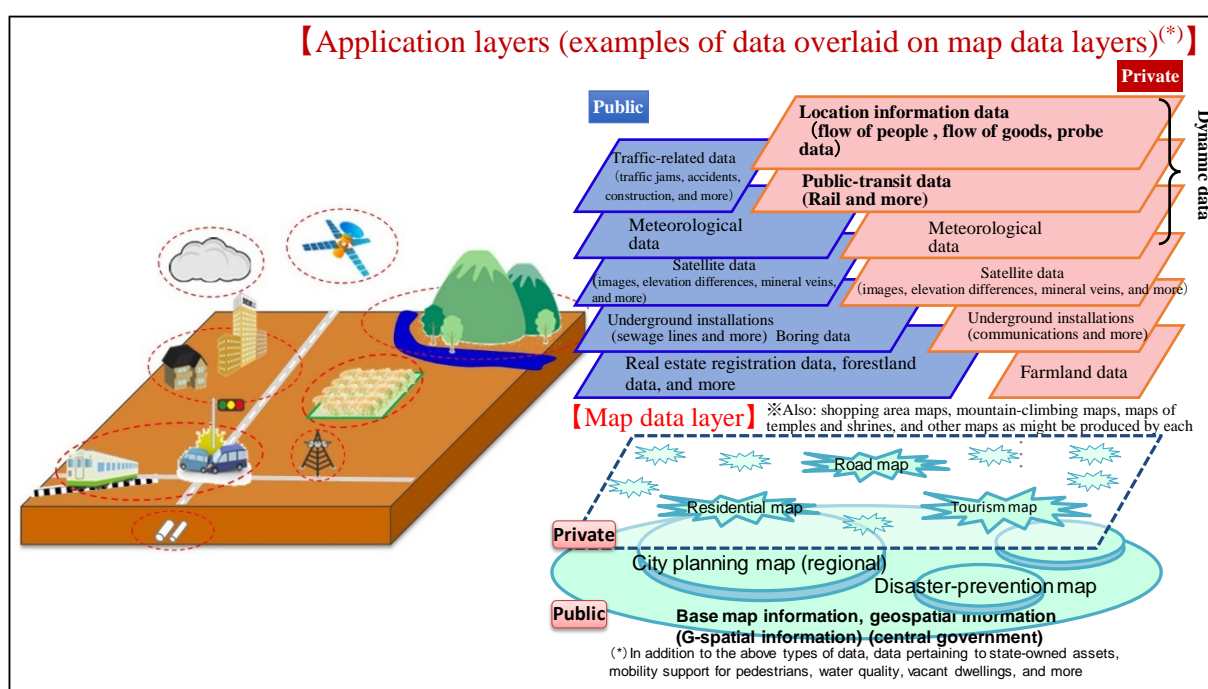 【Application layers (examples of data overlaid on map data layers)(*)】
Private
Public
Location information data
(flow of people , flow of goods, probe
data)
Dynamic data
Traffic-related data
(traffic jams, accidents,
construction, and more)
Public-transit data
(Rail and more)
Meteorological
data
Meteorological
data
Satellite data
(images, elevation differences, mineral veins,
and more)
Satellite data
(images, elevation differences, mineral veins, and more)
Underground installations
(sewage lines and more) Boring data
Underground installations
(communications and more)
Real estate registration data, forestland
data, and more
Farmland data
【Map data layer】
※Also: shopping area maps, mountain-climbing maps, maps of
temples and shrines, and other maps as might be produced by each
Road map
Residential map
Tourism map
Private
City planning map (regional)
Disaster-prevention map
Public
Base map information, geospatial information
(G-spatial information) (central government)
(*) In addition to the above types of data, data pertaining to state-owned assets,
mobility support for pedestrians, water quality, vacant dwellings, and more